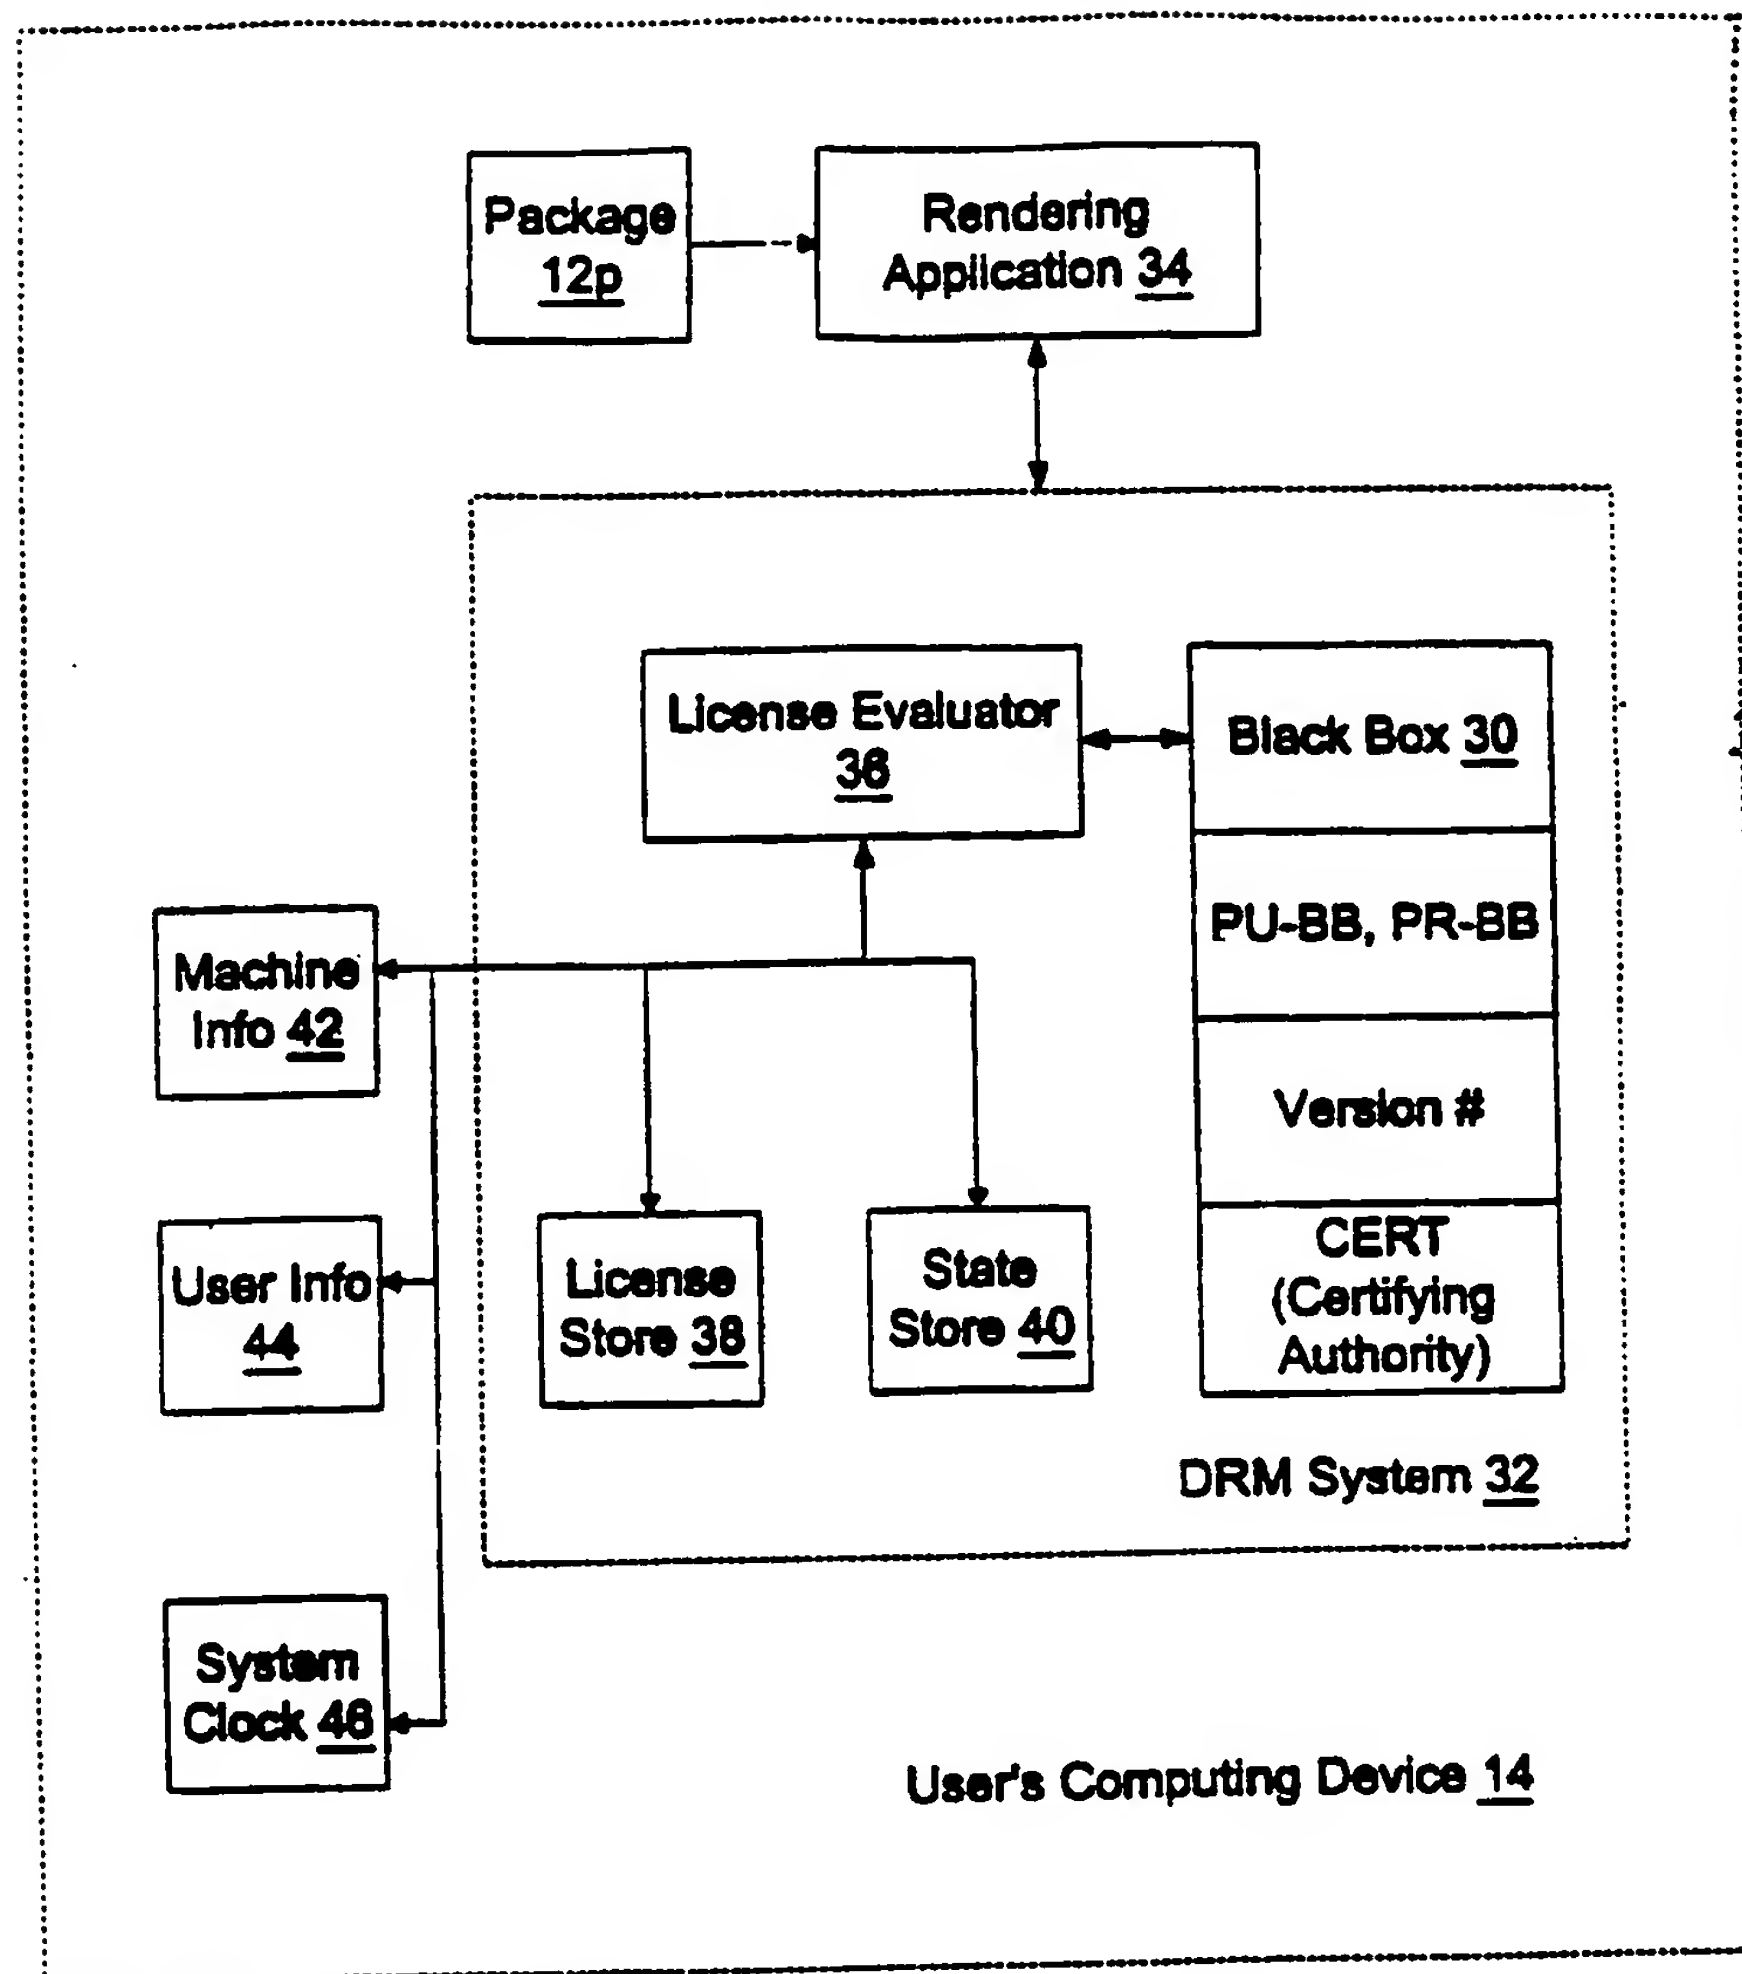 Package
12p
Rendering
Application 34
License Evaluator
36
Black Box 30
PU-BB, PR-BB
Version #
CERT
(Certifying
Authority)
Machine
Info 42
User Info
44
License
Store 38
State
Store 40
DRM System 32
System
Clock 46
User's Computing Device 14